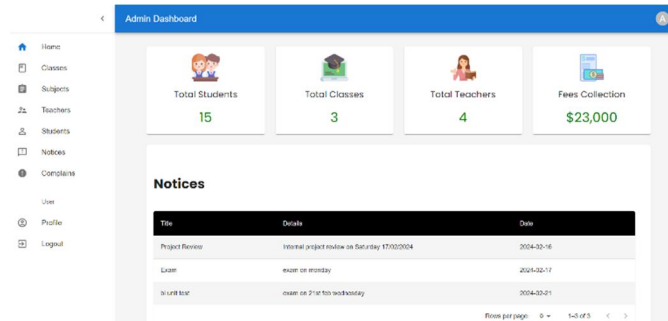 Admin Dashboard
A
Home
Classes
Subjects
Teachers
Students
Notices
Complains
User
Profile
Logout
Total Students
15
Total Classes
3
Total Teachers
4
Fees Collection
$23,000
Notices
Title Details Date
Project Review Internal project review on Saturday 17/02/2024 2024-02-16
Exam exam on monday 2024-02-17
unit test exam on 21st feb wednesday 2024-02-21
Rows per page: 1–3 of 3